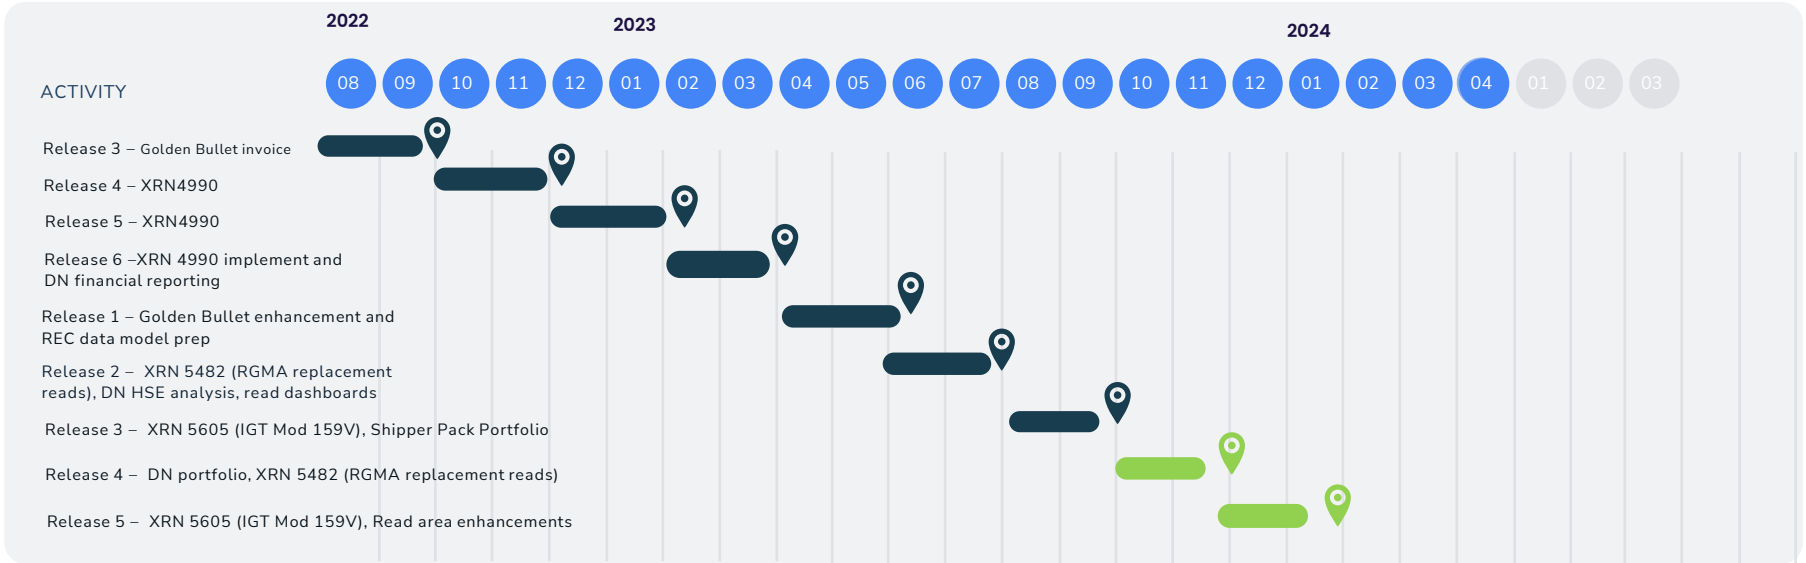 2022
2023
2024
ACTIVITY
08 09 10 11 12 01 02 03 04 05 06 07 08 09 10 11 12 01 02 03 04 01 02 03
Release 3 – Golden Bullet invoice
Release 4 – XRN4990
Release 5 – XRN4990
Release 6 –XRN 4990 implement and
DN financial reporting
Release 1 – Golden Bullet enhancement and
REC data model prep
Release 2 – XRN 5482 (RGMA replacement
reads), DN HSE analysis, read dashboards
Release 3 – XRN 5605 (IGT Mod 159V), Shipper Pack Portfolio
Release 4 – DN portfolio, XRN 5482 (RGMA replacement reads)
Release 5 – XRN 5605 (IGT Mod 159V), Read area enhancements